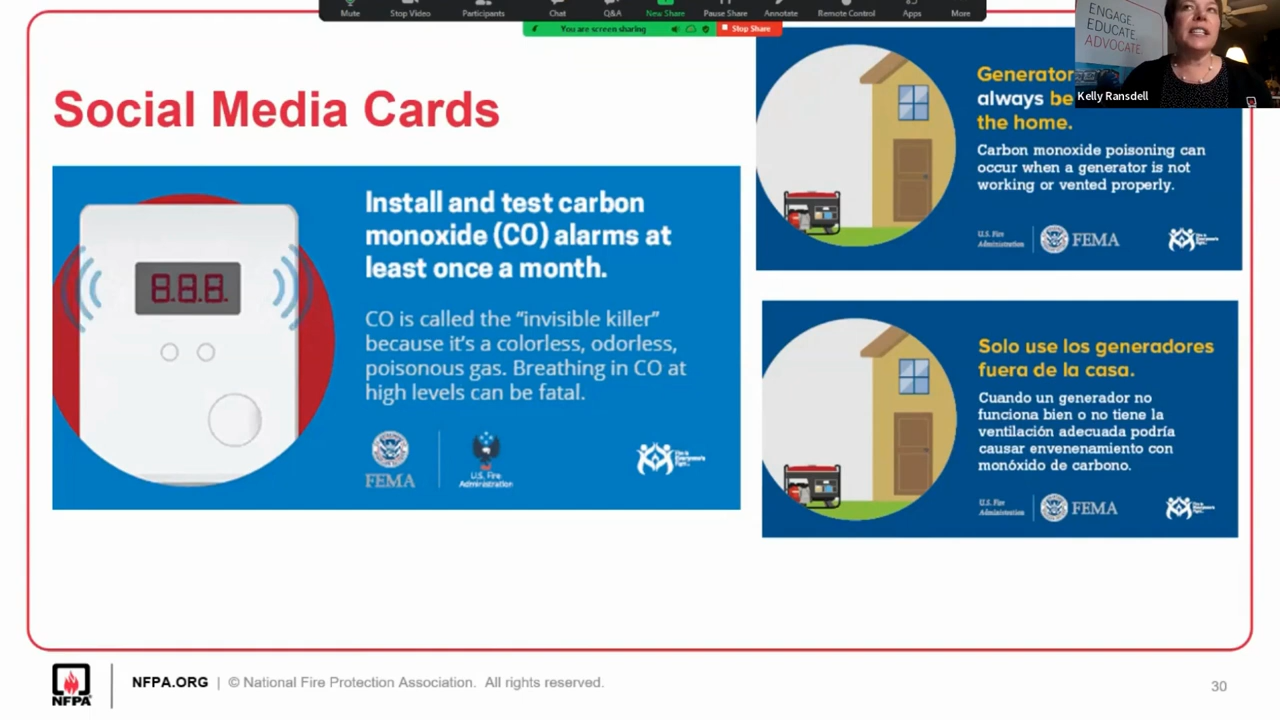 Mute Stop Video Participants Chat Q&A New Share Pause Share Annotate Remote Control Apps More
You are screen sharing Stop Share
ENGAGE.
EDUCATE.
ADVOCATE.
Kelly Ransdell
Social Media Cards
Install and test carbon
monoxide (CO) alarms at
least once a month.
CO is called the “invisible killer”
because it’s a colorless, odorless,
poisonous gas. Breathing in CO at
high levels can be fatal.
8.8.8.
FEMA
U.S. Fire
Administration
Fire is
Everyone's
Fight
Generator
always be
the home.
Carbon monoxide poisoning can
occur when a generator is not
working or vented properly.
U.S. Fire
Administration
FEMA
Solo use los generadores
fuera de la casa.
Cuando un generador no
funciona bien o no tiene la
ventilación adecuada podría
causar envenenamiento con
monóxido de carbono.
U.S. Fire
Administration
FEMA
NFPA
NFPA.ORG | © National Fire Protection Association. All rights reserved.
30